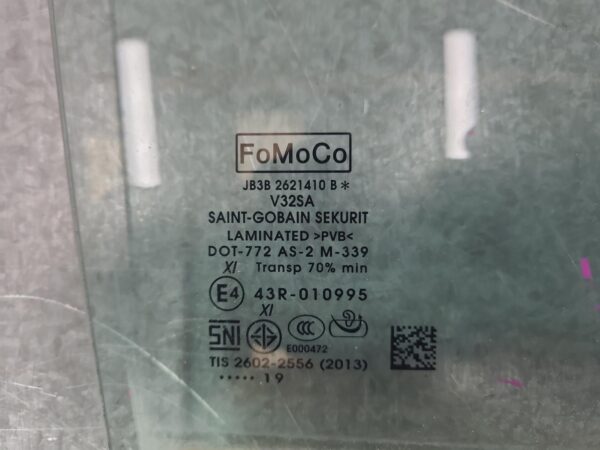 FoMoCo
JB3B 2621410 B *
V32SA
SAINT-GOBAIN SEKURIT
LAMINATED >PVB<
DOT-772 AS-2 M-339
XI Transp 70% min
E4 43R-010995
XI
SNI CCC
E000472
TIS 2602-2556 (2013)
..... 19